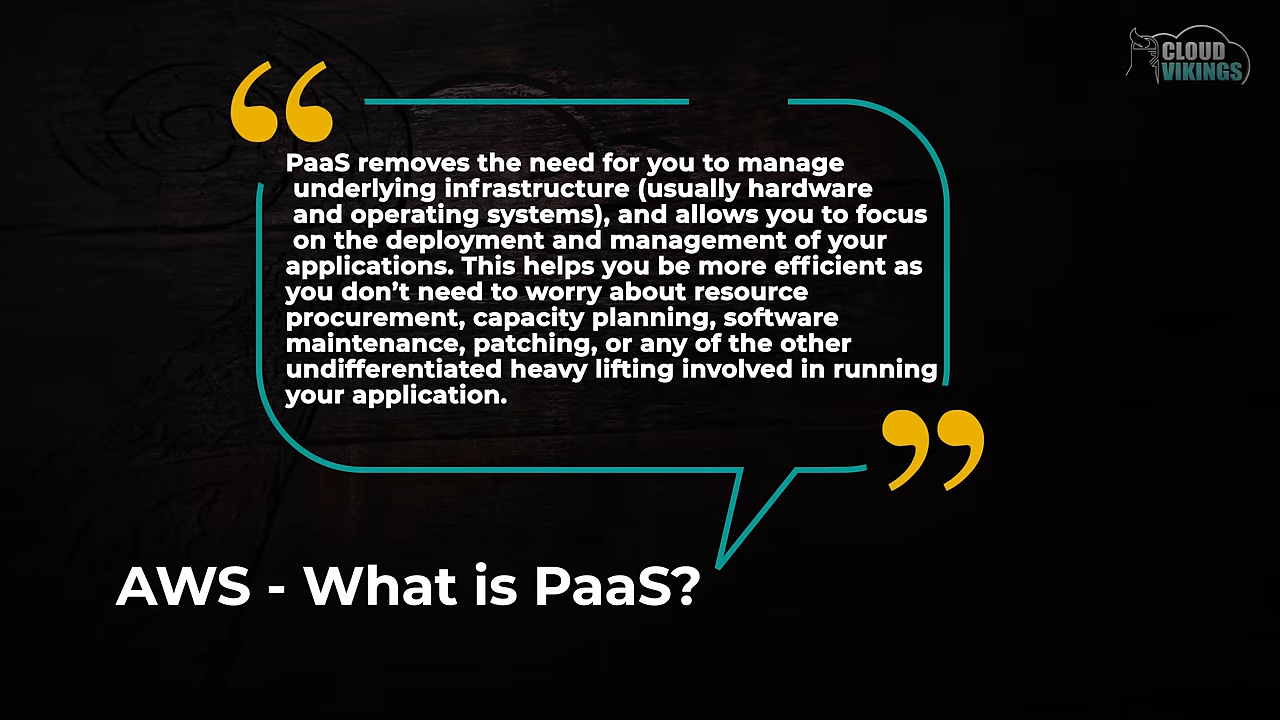 CLOUD
VIKINGS
“
PaaS removes the need for you to manage
underlying infrastructure (usually hardware
and operating systems), and allows you to focus
on the deployment and management of your
applications. This helps you be more efficient as
you don’t need to worry about resource
procurement, capacity planning, software
maintenance, patching, or any of the other
undifferentiated heavy lifting involved in running
your application.
”
AWS - What is PaaS?